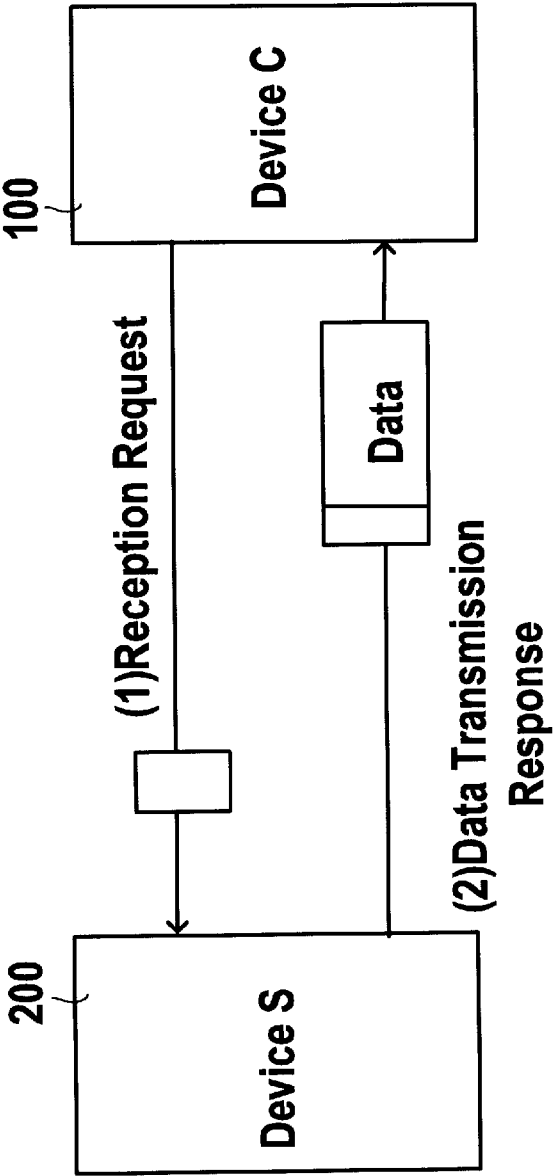 200
Device S
(1)Reception Request
(2)Data Transmission
Response
Data
100
Device C